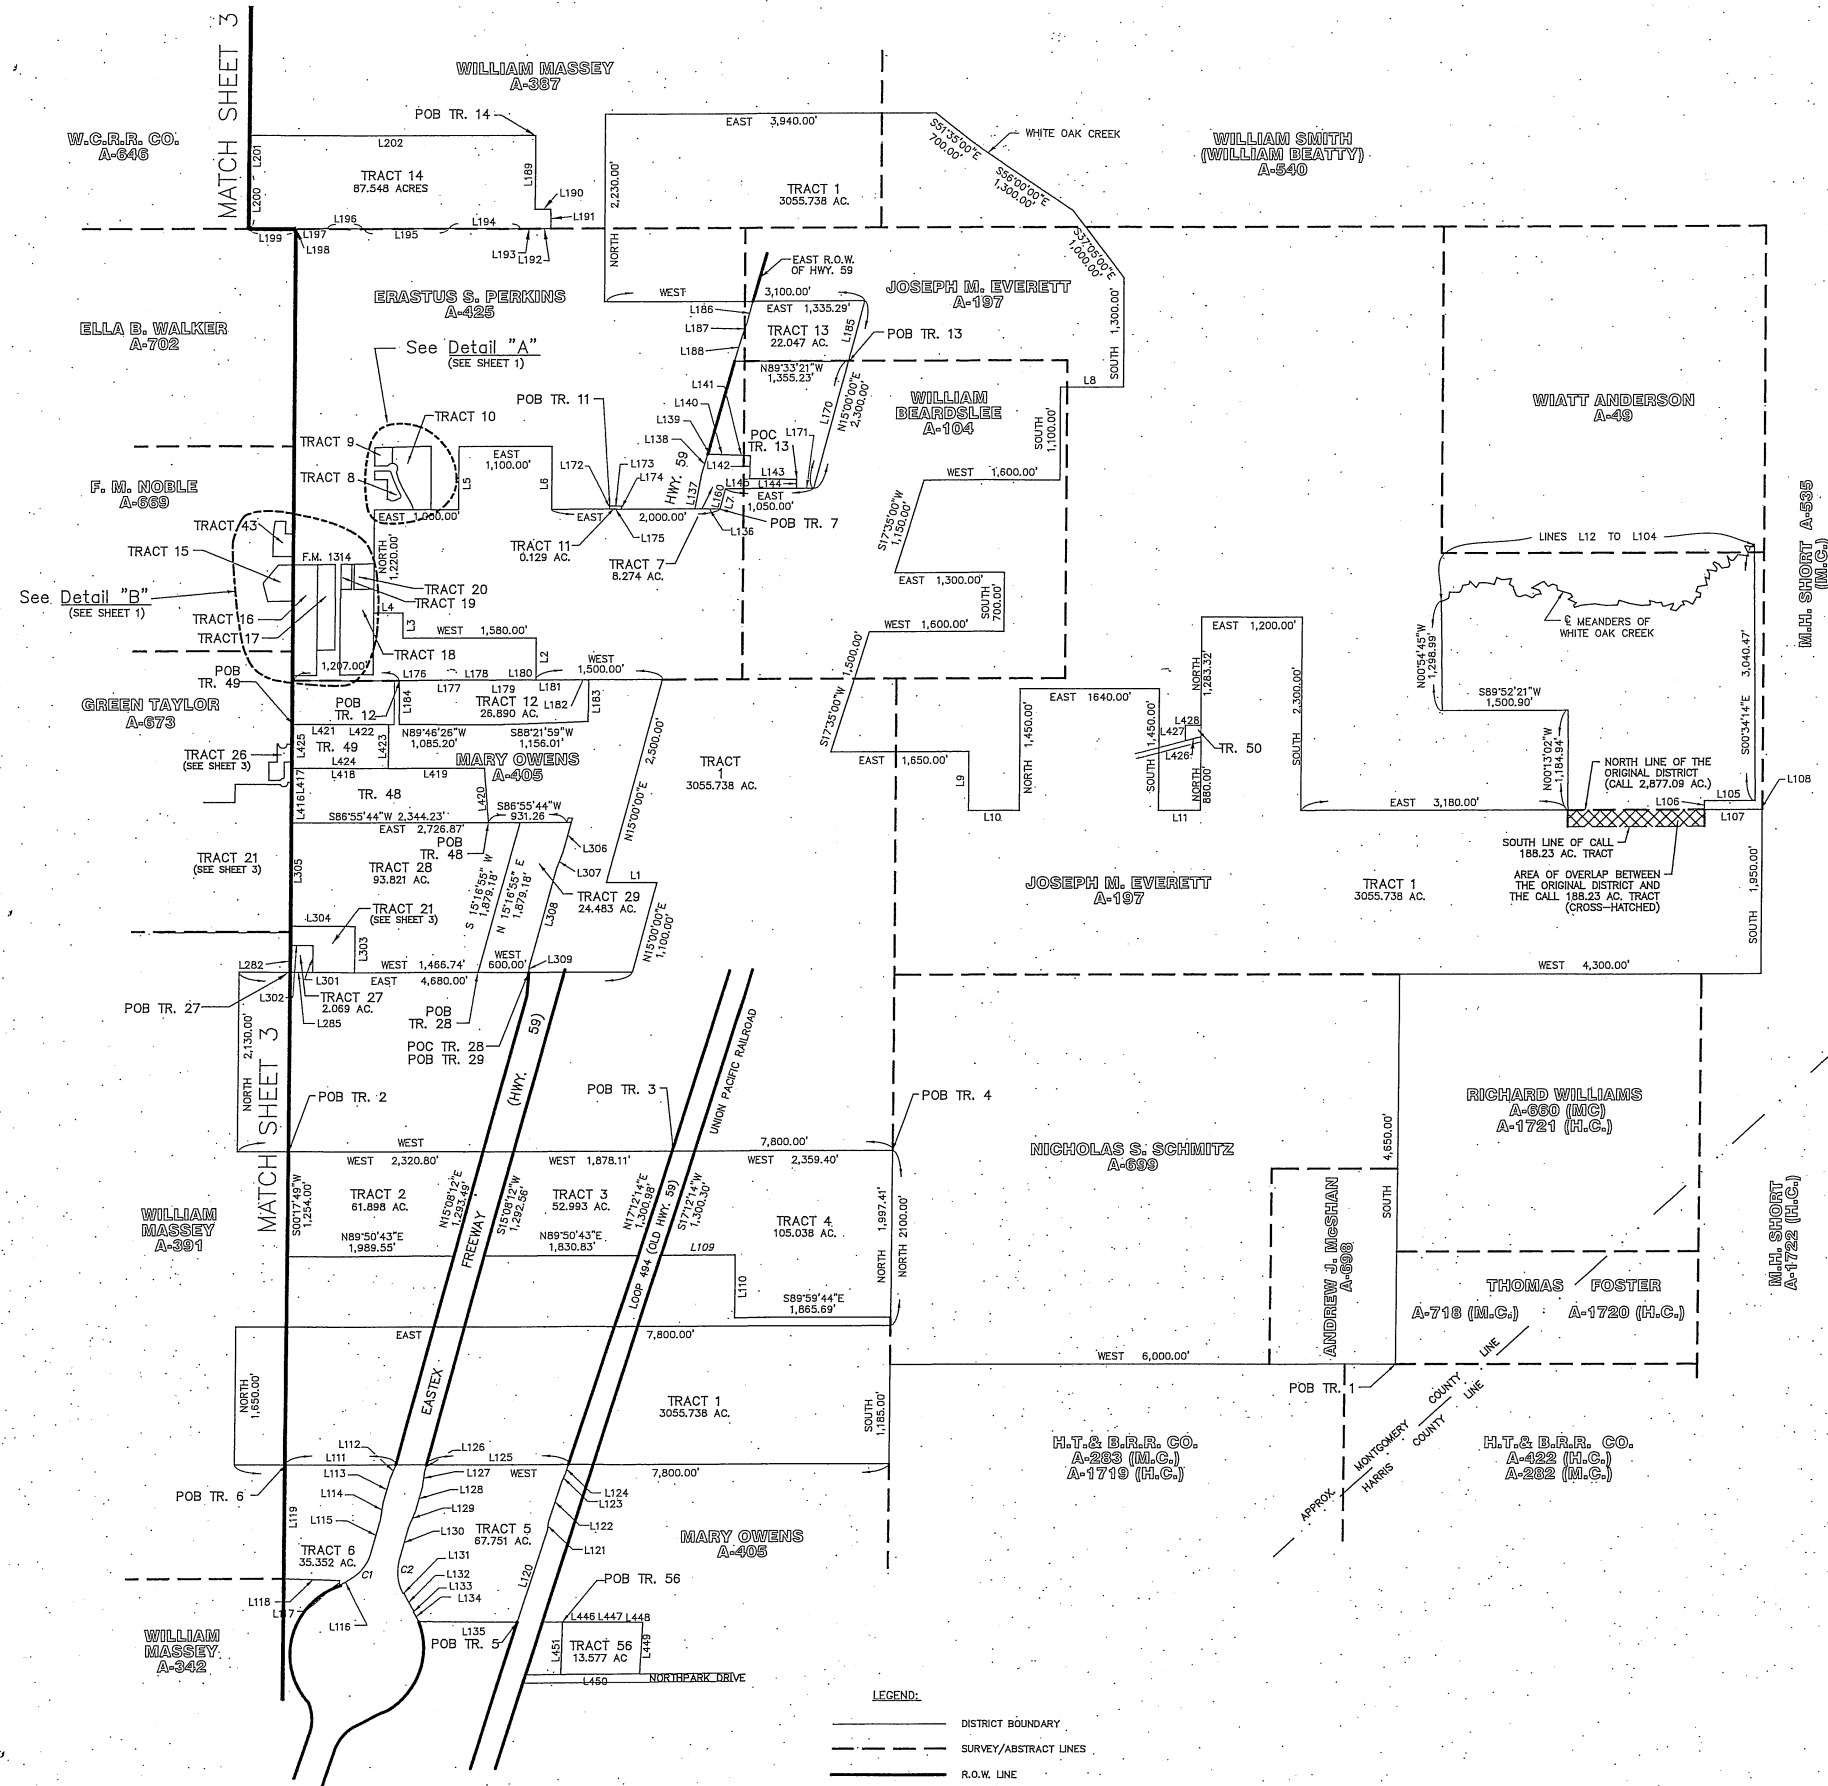 MATCH SHEET 3
WILLIAM MASSEY
A-387
W.C.R.R. CO.
A-646
POB TR. 14
L201
L202
L200
TRACT 14
87.548 ACRES
L189
L190
L191
L199
L197
L198
L196
L195
L194
L193
L192
EAST 3,940.00'
2,230.00'
NORTH
TRACT 1
3055.738 AC.
S51°35'00"E
700.00'
WHITE OAK CREEK
S56°00'00"E
1,300.00'
S37°05'00"E
1,000.00'
WILLIAM SMITH
(WILLIAM BEATTY)
A-540
ELLA B. WALKER
A-702
ERASTUS S. PERKINS
A-425
See Detail "A"
(SEE SHEET 1)
EAST R.O.W.
OF HWY. 59
WEST 3,100.00'
EAST 1,335.29'
L186
L187
L188
TRACT 13
22.047 AC.
L185
POB TR. 13
N89°33'21"W
1,355.23'
JOSEPH M. EVERETT
A-197
SOUTH 1,300.00'
L8
N15°00'00"E
2,300.00'
L170
WILLIAM
BEARDSLEE
A-104
SOUTH
1,100.00'
WEST 1,600.00'
S17°35'00"W
1,150.00'
EAST 1,300.00'
SOUTH
700.00'
WEST 1,600.00'
S17°35'00"W 1,500.00'
WIATT ANDERSON
A-49
M.H. SHORT A-535
(M.C.)
POB TR. 11
L141
L140
L139
L138
L142
POC
TR. 13
L171
L143
L144
L145
EAST
1,050.00'
POB TR. 7
L136
L137
L160
L7
HWY. 59
TRACT 9
TRACT 10
TRACT 8
EAST
1,100.00'
L5
L6
L172
L173
L174
L175
EAST 1,000.00'
EAST 2,000.00'
TRACT 11
0.129 AC.
TRACT 7
8.274 AC.
F. M. NOBLE
A-669
TRACT 43
TRACT 15
F.M. 1314
NORTH
1,220.00'
TRACT 20
TRACT 19
See Detail "B"
(SEE SHEET 1)
TRACT 16
TRACT 17
TRACT 18
L4
L3
WEST 1,580.00'
L2
1,207.00'
WEST
1,500.00'
POB
TR. 49
L176
L178
L180
L177
L179
L181
L182
L183
L184
POB
TR. 12
TRACT 12
26.890 AC.
GREEN TAYLOR
A-673
L421
L422
N89°46'26"W
1,085.20'
S88°21'59"W
1,156.01'
L425
TR. 49
L423
L424
TRACT 26
(SEE SHEET 3)
MARY OWENS
A-405
L418
L419
L416
L417
TR. 48
L420
S86°55'44"W 2,344.23'
S86°55'44"W
931.26
EAST 2,726.87'
POB
TR. 48
2,500.00'
N15°00'00"E
TRACT
1
3055.738 AC.
TRACT 21
(SEE SHEET 3)
L305
TRACT 28
93.821 AC.
L306
L307
L308
L309
S 15°16'55" W
1,879.18'
N 15°16'55" E
1,879.18'
TRACT 29
24.483 AC.
L1
N15°00'00"E
1,100.00'
TRACT 21
(SEE SHEET 3)
L304
L303
L282
L301
L302
L285
WEST 1,466.74'
WEST
600.00'
EAST 4,680.00'
TRACT 27
2.069 AC.
POB TR. 27
POB
TR. 28
POC TR. 28
POB TR. 29
EAST 1,650.00'
L9
L10
NORTH 1,450.00'
EAST 1640.00'
SOUTH 1,450.00'
L11
NORTH
1,283.32'
L428
L427
L426
TR. 50
NORTH
880.00'
EAST 1,200.00'
2,300.00'
SOUTH
EAST 3,180.00'
LINES L12 TO L104
℄ MEANDERS OF
WHITE OAK CREEK
N00°54'45"W
1,298.99'
S89°52'21"W
1,500.90'
N00°13'02"W
1,184.94'
3,040.47'
S00°34'14"E
NORTH LINE OF THE
ORIGINAL DISTRICT
(CALL 2,877.09 AC.)
L105
L106
L107
L108
SOUTH LINE OF CALL
188.23 AC. TRACT
AREA OF OVERLAP BETWEEN
THE ORIGINAL DISTRICT AND
THE CALL 188.23 AC. TRACT
(CROSS-HATCHED)
JOSEPH M. EVERETT
A-197
TRACT 1
3055.738 AC.
SOUTH 1,950.00'
WEST 4,300.00'
NORTH 2,130.00'
MATCH SHEET 3
POB TR. 2
(HWY. 59)
POB TR. 3
UNION PACIFIC RAILROAD
POB TR. 4
WEST 7,800.00'
WEST 2,320.80'
WEST 1,878.11'
WEST 2,359.40'
S00°17'49"W
1,254.00'
TRACT 2
61.898 AC.
N15°08'12"E
1,293.49'
FREEWAY
S15°08'12"W
1,292.56'
TRACT 3
52.993 AC.
N17°12'14"E
1,300.98'
LOOP 494 (OLD HWY. 59)
S17°12'14"W
1,300.30'
TRACT 4
105.038 AC.
N89°50'43"E
1,989.55'
N89°50'43"E
1,830.83'
L109
L110
S89°59'44"E
1,865.69'
NORTH 1,997.41'
NORTH 2100.00'
WILLIAM
MASSEY
A-391
EAST 7,800.00'
NORTH
1,650.00'
EASTEX
TRACT 1
3055.738 AC.
SOUTH
1,185.00'
WEST 7,800.00'
NICHOLAS S. SCHMITZ
A-699
ANDREW J. McSHAN
A-698
SOUTH 4,650.00'
RICHARD WILLIAMS
A-660 (MC)
A-1721 (H.C.)
THOMAS FOSTER
A-718 (M.C.) A-1720 (H.C.)
M.H. SHORT
A-1722 (H.C.)
WEST 6,000.00'
POB TR. 1
MONTGOMERY COUNTY LINE
APPROX. HARRIS COUNTY LINE
H.T.& B.R.R. CO.
A-283 (M.C.)
A-1719 (H.C.)
H.T.& B.R.R. CO.
A-422 (H.C.)
A-282 (M.C.)
L112
L111
L113
L114
L115
POB TR. 6
L119
L126
L125
L127
L128
L129
L130
L124
L123
L122
L121
L120
TRACT 5
67.751 AC.
MARY OWENS
A-405
TRACT 6
35.352 AC.
C1
C2
L131
L132
L133
L134
L118
L117
L116
L135
POB TR. 5
POB TR. 56
L446 L447 L448
L451
TRACT 56
13.577 AC
L449
L450
NORTHPARK DRIVE
WILLIAM
MASSEY
A-342
LEGEND:
DISTRICT BOUNDARY
SURVEY/ABSTRACT LINES
R.O.W. LINE